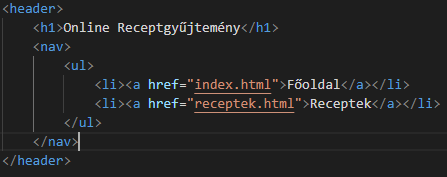 <header>
<h1>Online Receptgyűjtemény</h1>
<nav>
<ul>
<li><a href="index.html">Főoldal</a></li>
<li><a href="receptek.html">Receptek</a></li>
</ul>
</nav>
</header>